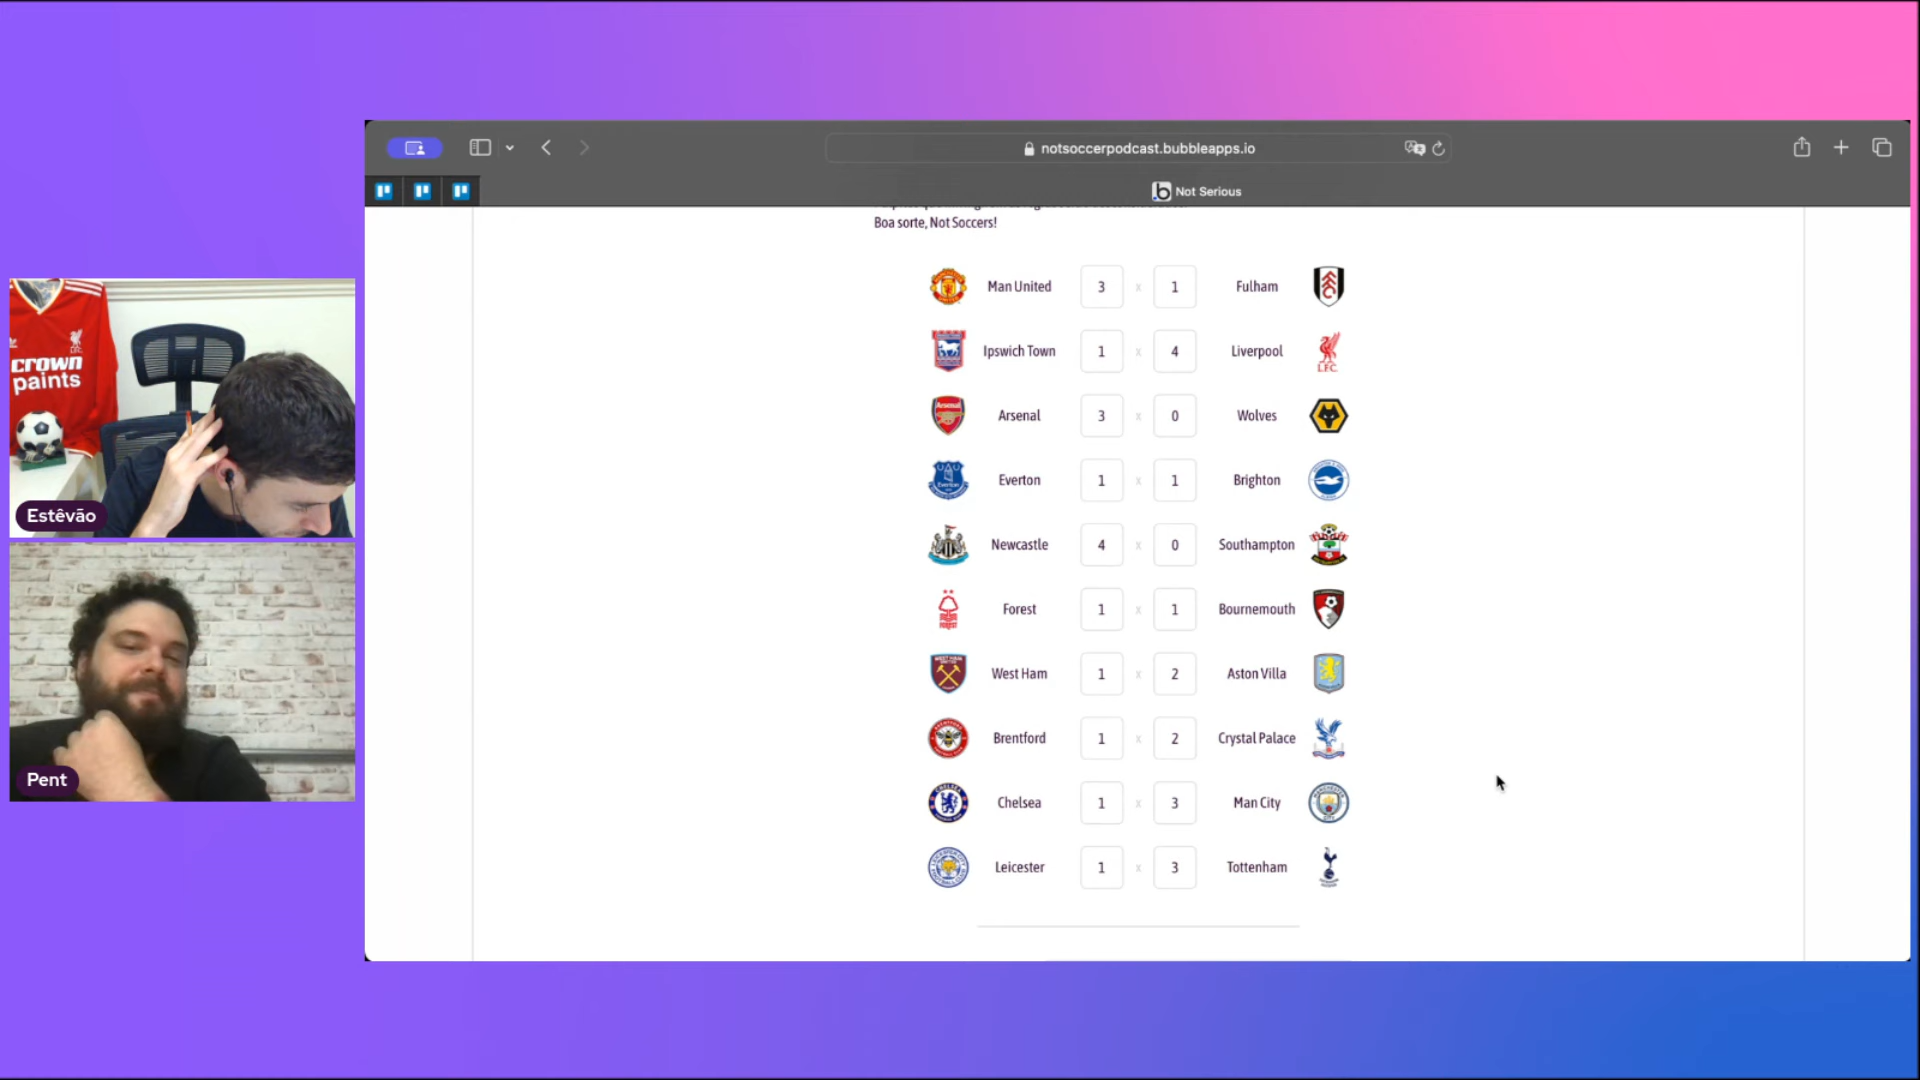 notsoccerpodcast.bubbleapps.io
Not Serious
Boa sorte, Not Soccers!
Man United 3 x 1 Fulham
Ipswich Town 1 x 4 Liverpool
Arsenal 3 x 0 Wolves
Everton 1 x 1 Brighton
Newcastle 4 x 0 Southampton
Forest 1 x 1 Bournemouth
West Ham 1 x 2 Aston Villa
Brentford 1 x 2 Crystal Palace
Chelsea 1 x 3 Man City
Leicester 1 x 3 Tottenham
crown
paints
Estêvão
Pent
L.F.C.
Arsenal
Everton